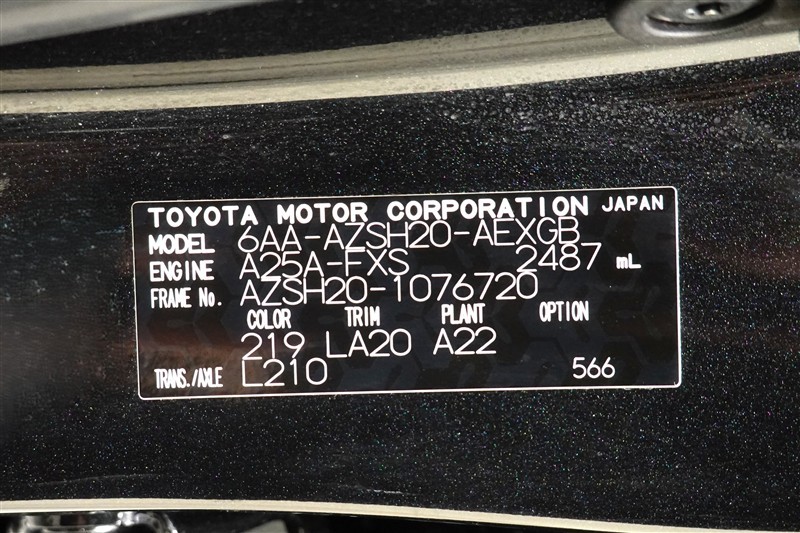 TOYOTA MOTOR CORPORATION JAPAN
MODEL 6AA-AZSH20-AEXGB
ENGINE A25A-FXS 2487 mL
FRAME No. AZSH20-1076720
COLOR TRIM PLANT OPTION
219 LA20 A22
TRANS./AXLE L210 566